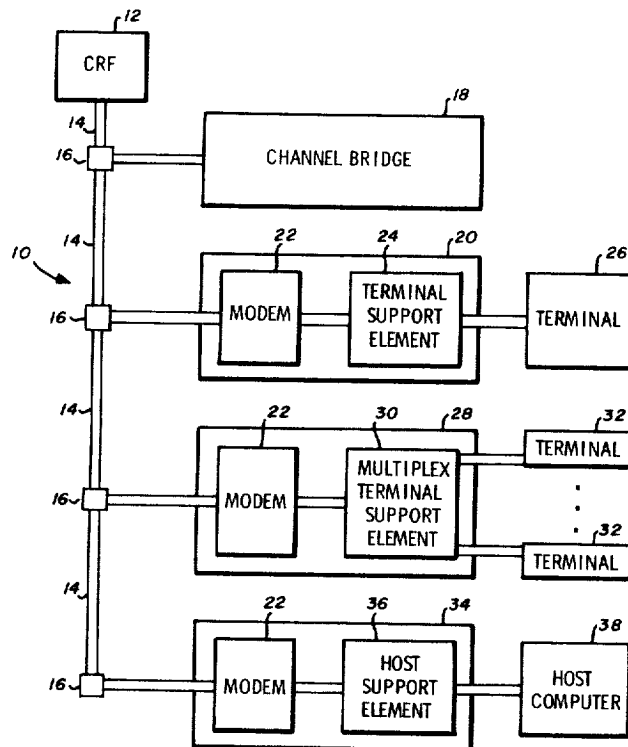 12
CRF
14
18
16
CHANNEL BRIDGE
14
10
22
24
20
26
16
MODEM
TERMINAL
SUPPORT
ELEMENT
TERMINAL
14
22
30
28
32
TERMINAL
16
MODEM
MULTIPLEX
TERMINAL
SUPPORT
ELEMENT
32
TERMINAL
14
22
36
34
38
16
MODEM
HOST
SUPPORT
ELEMENT
HOST
COMPUTER